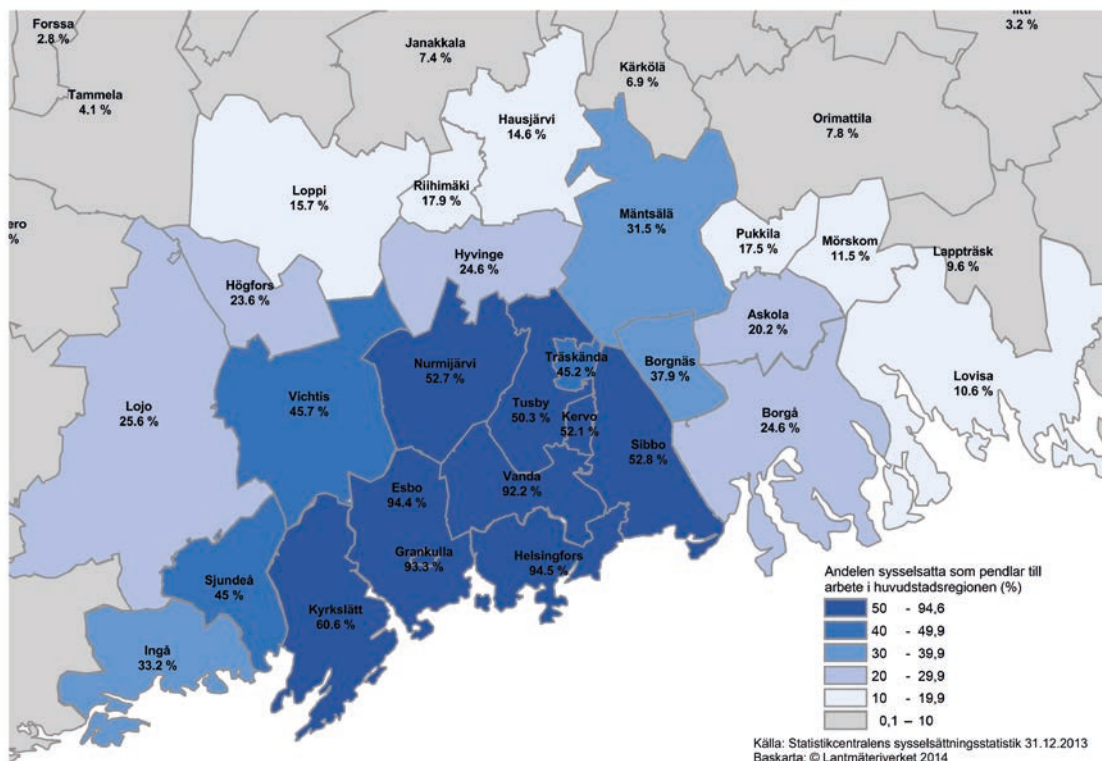 Forssa
2.8 %
Janakkala
7.4 %
Itti
3.2 %
Kärkölä
6.9 %
Tammela
4.1 %
Hausjärvi
14.6 %
Orimattila
7.8 %
Loppi
15.7 %
Riihimäki
17.9 %
Mäntsälä
31.5 %
Pukkila
17.5 %
Mörskom
11.5 %
ero
%
Lappträsk
9.6 %
Hyvinge
24.6 %
Högfors
23.6 %
Askola
20.2 %
Träskända
45.2 %
Nurmijärvi
52.7 %
Borgnäs
37.9 %
Lovisa
10.6 %
Vichtis
45.7 %
Lojo
25.6 %
Tusby
50.3 %
Kervo
52.1 %
Borgå
24.6 %
Sibbo
52.8 %
Vanda
92.2 %
Esbo
94.4 %
Grankulla
93.3 %
Helsingfors
94.5 %
Sjundeå
45 %
Kyrkslätt
60.6 %
Ingå
33.2 %
Andelen sysselsatta som pendlar till
arbete i huvudstadsregionen (%)
50 - 94,6
40 - 49,9
30 - 39,9
20 - 29,9
10 - 19,9
0,1 – 10
Källa: Statistikcentralens sysselsättningsstatistik 31.12.2013
Baskarta: © Lantmäteriverket 2014